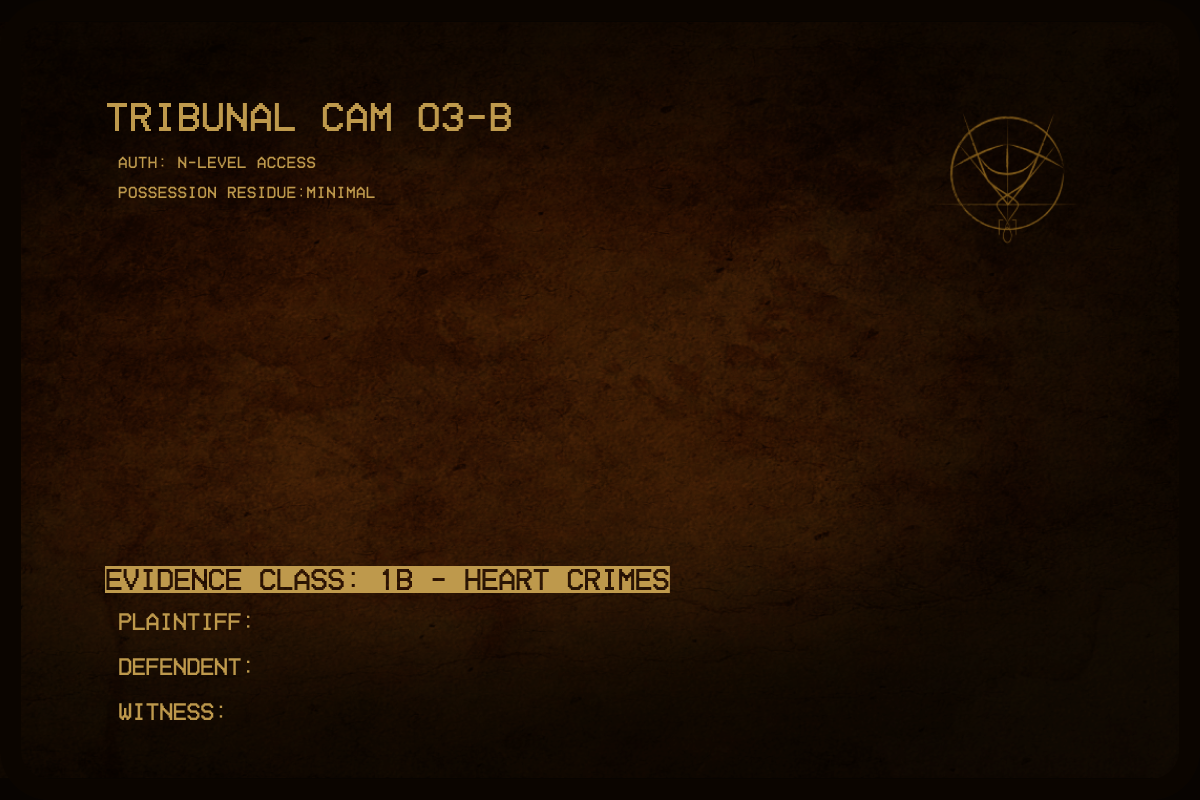 TRIBUNAL CAM 03-B
AUTH: N-LEVEL ACCESS
POSSESSION RESIDUE:MINIMAL
EVIDENCE CLASS: 1B - HEART CRIMES
PLAINTIFF:
DEFENDENT:
WITNESS: